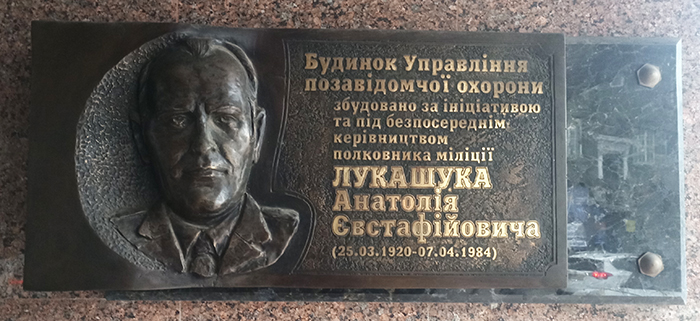 Будинок Управління
позавідомчої охорони
збудовано за ініціативою
та під безпосереднім
керівництвом
полковника міліції
ЛУКАЩУКА
Анатолія
Євстафійовича
(25.03.1920-07.04.1984)